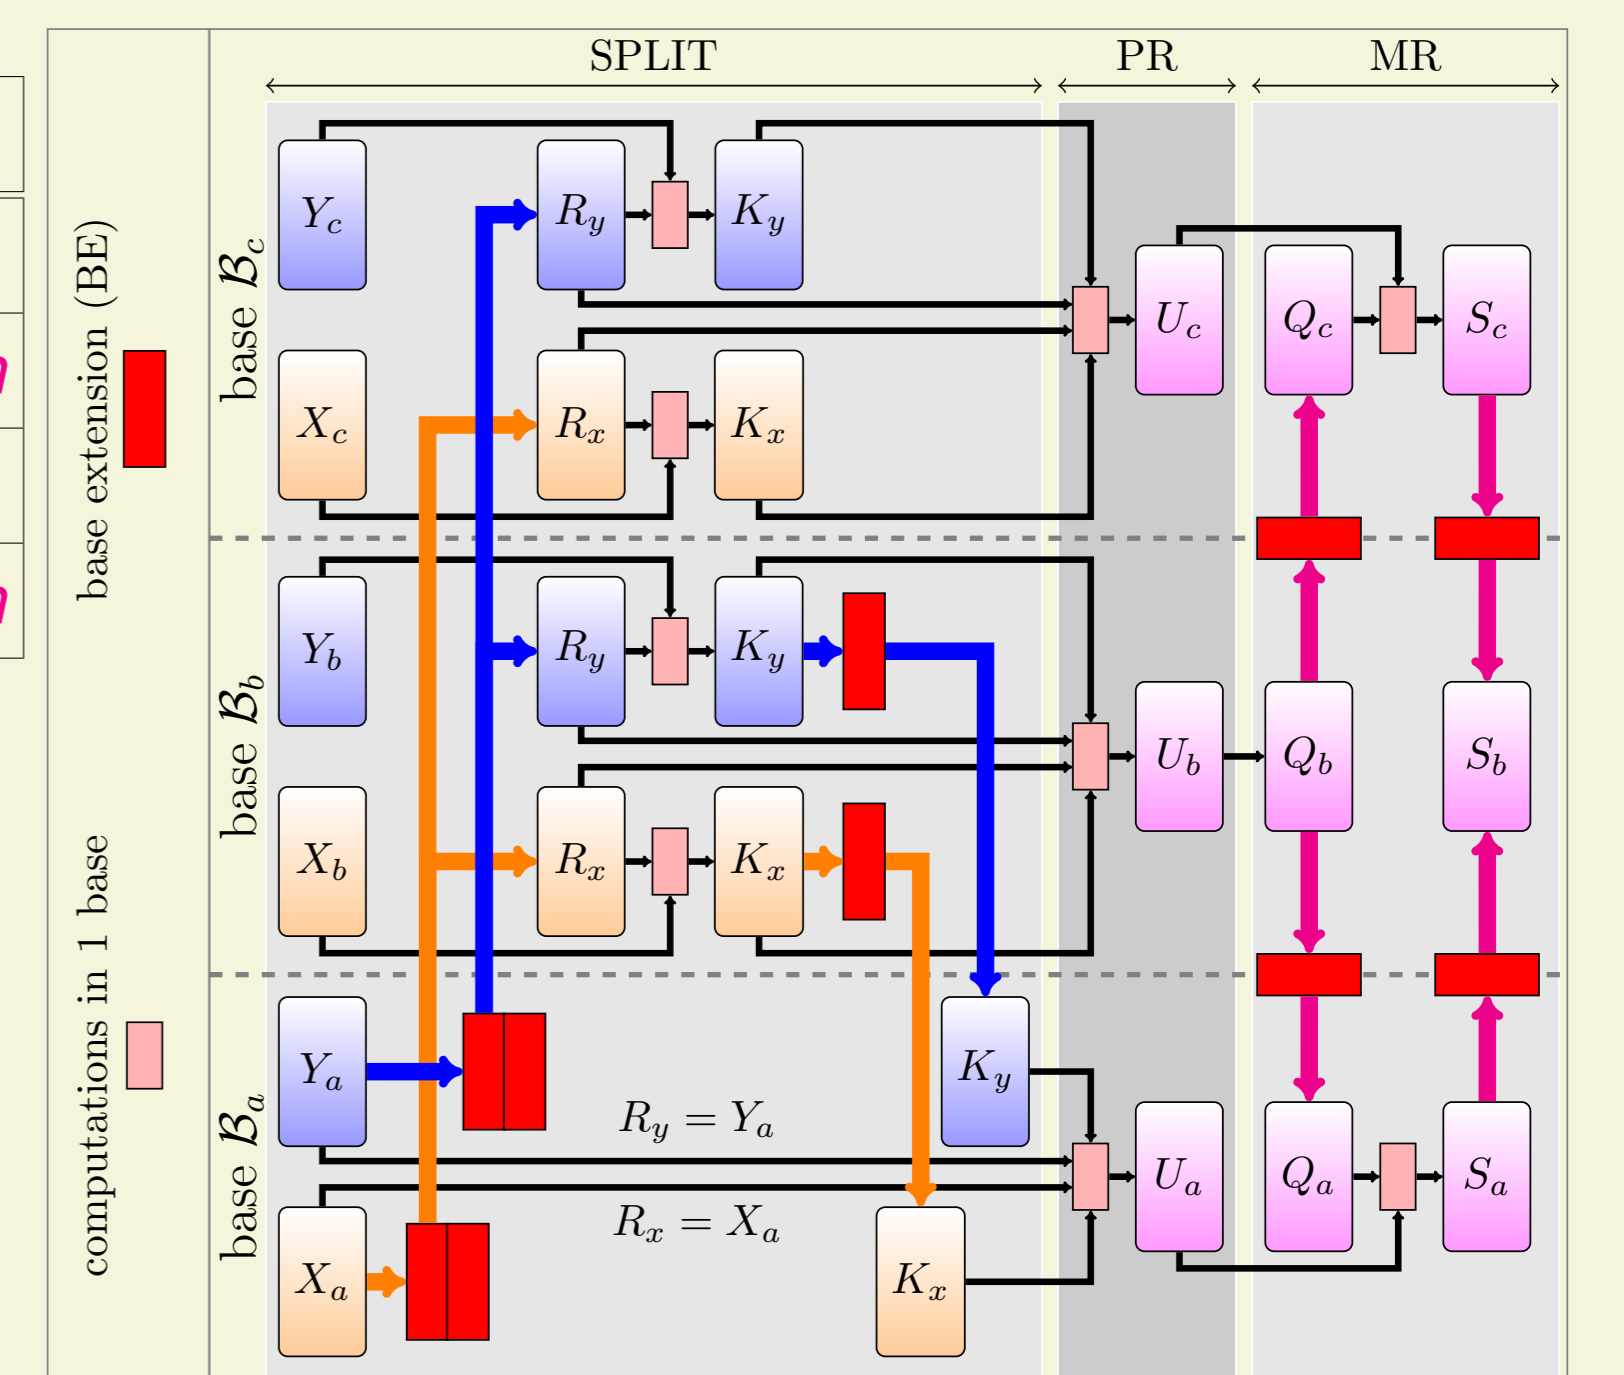 SPLIT
PR
MR
base extension (BE)
computations in 1 base
base 𝓑_c
Y_c
R_y
K_y
X_c
R_x
K_x
U_c
Q_c
S_c
base 𝓑_b
Y_b
R_y
K_y
X_b
R_x
K_x
U_b
Q_b
S_b
base 𝓑_a
Y_a
K_y
R_y = Y_a
X_a
R_x = X_a
K_x
U_a
Q_a
S_a